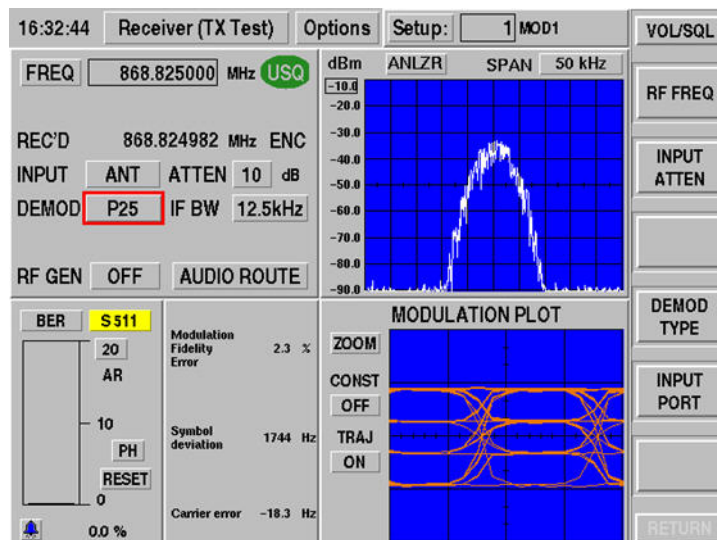 16:32:44 Receiver (TX Test) Options Setup: 1 MOD1
FREQ 868.825000 MHz USQ
REC'D 868.824982 MHz ENC
INPUT ANT ATTEN 10 dB
DEMOD P25 IF BW 12.5kHz
RF GEN OFF AUDIO ROUTE
dBm ANLZR SPAN 50 kHz
-10.0
-20.0
-30.0
-40.0
-50.0
-60.0
-70.0
-80.0
-90.0
BER S511
20
AR
10
PH
RESET
0
0.0 %
Modulation
Fidelity 2.3 %
Error
Symbol
deviation 1744 Hz
Carrier error -18.3 Hz
MODULATION PLOT
ZOOM
CONST
OFF
TRAJ
ON
VOL/SQL
RF FREQ
INPUT
ATTEN
DEMOD
TYPE
INPUT
PORT
RETURN